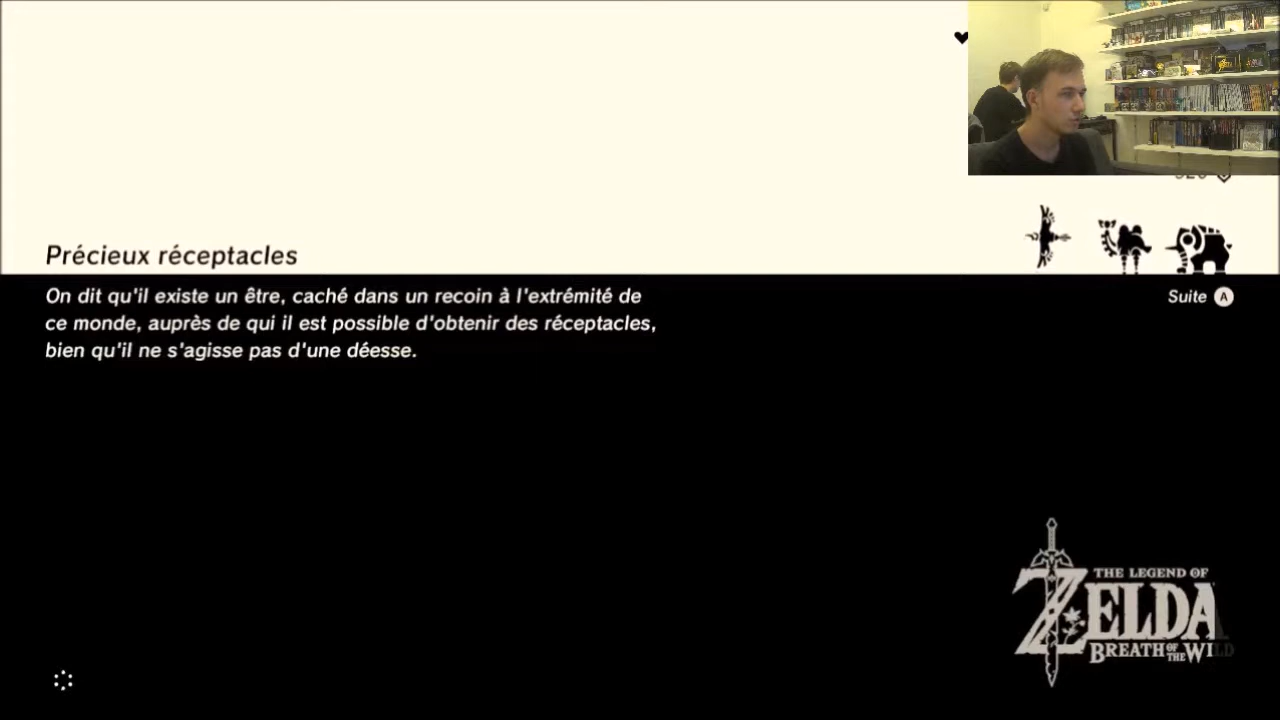 Précieux réceptacles
On dit qu'il existe un être, caché dans un recoin à l'extrémité de
ce monde, auprès de qui il est possible d'obtenir des réceptacles,
bien qu'il ne s'agisse pas d'une déesse.
Suite A
THE LEGEND OF
ZELDA
BREATH OF THE WILD